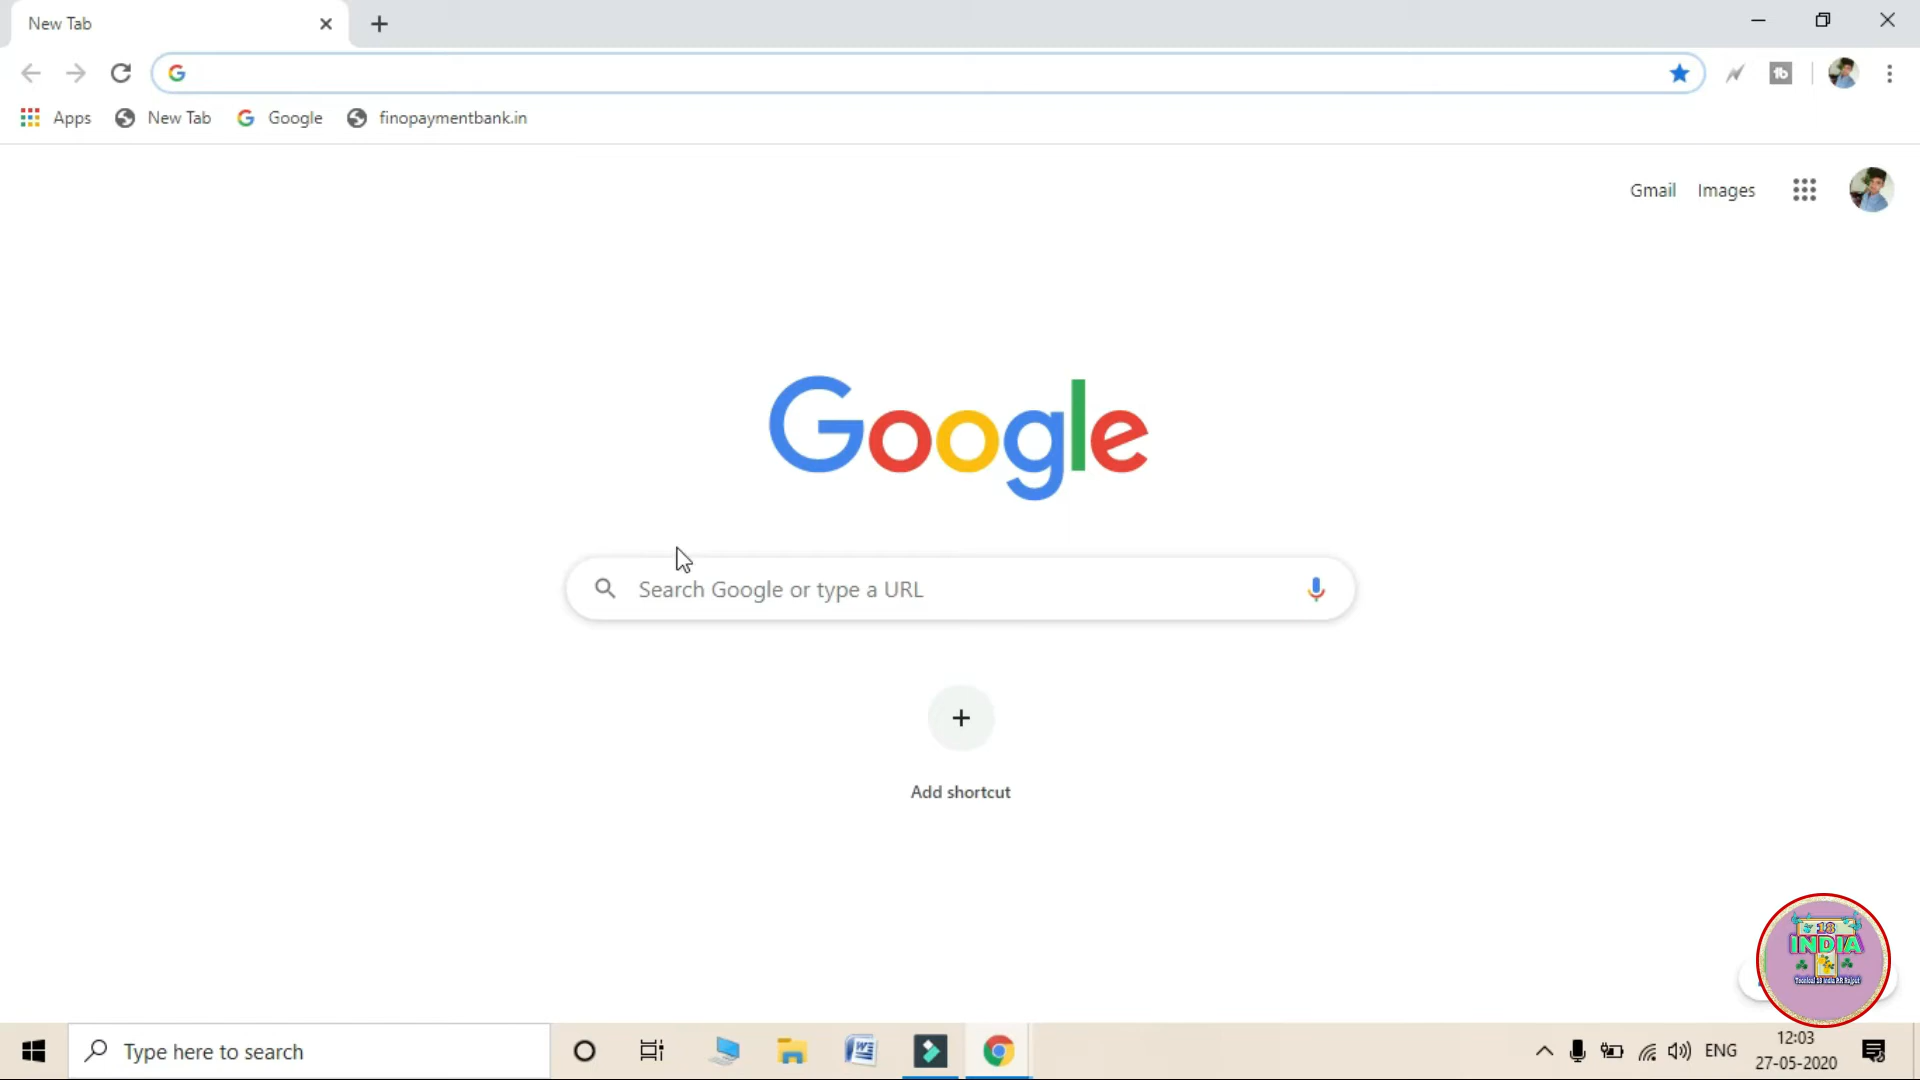 New Tab
Apps
New Tab
Google
finopaymentbank.in
Gmail
Images
Google
Search Google or type a URL
Add shortcut
18
INDIA
Type here to search
ENG
12:03
27-05-2020